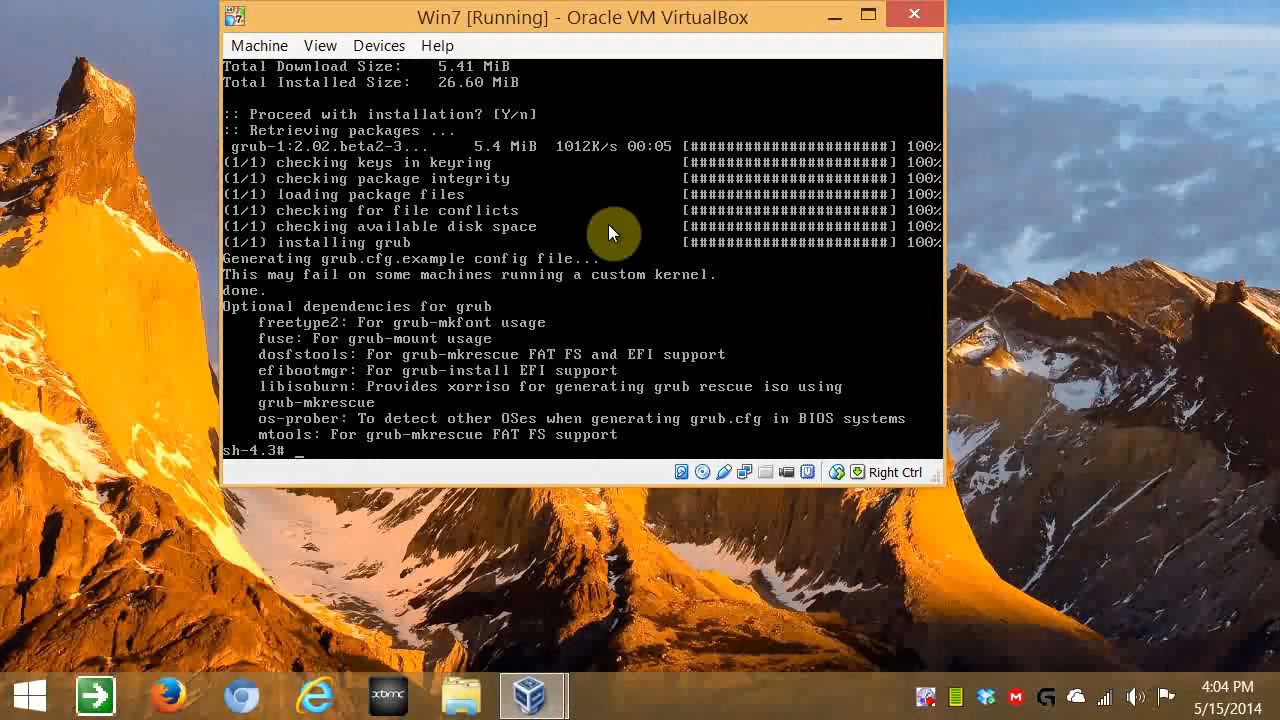 Win7 [Running] - Oracle VM VirtualBox
Machine View Devices Help
Total Download Size: 5.41 MiB
Total Installed Size: 26.60 MiB
:: Proceed with installation? [Y/n]
:: Retrieving packages ...
grub-1:2.02.beta2-3... 5.4 MiB 1012K/s 00:05 [######################] 100%
(1/1) checking keys in keyring [######################] 100%
(1/1) checking package integrity [######################] 100%
(1/1) loading package files [######################] 100%
(1/1) checking for file conflicts [######################] 100%
(1/1) checking available disk space [######################] 100%
(1/1) installing grub [######################] 100%
Generating grub.cfg.example config file...
This may fail on some machines running a custom kernel.
done.
Optional dependencies for grub
freetype2: For grub-mkfont usage
fuse: For grub-mount usage
dosfstools: For grub-mkrescue FAT FS and EFI support
efibootmgr: For grub-install EFI support
libisoburn: Provides xorriso for generating grub rescue iso using
grub-mkrescue
os-prober: To detect other OSes when generating grub.cfg in BIOS systems
mtools: For grub-mkrescue FAT FS support
sh-4.3# _
Right Ctrl
xbmc
4:04 PM
5/15/2014